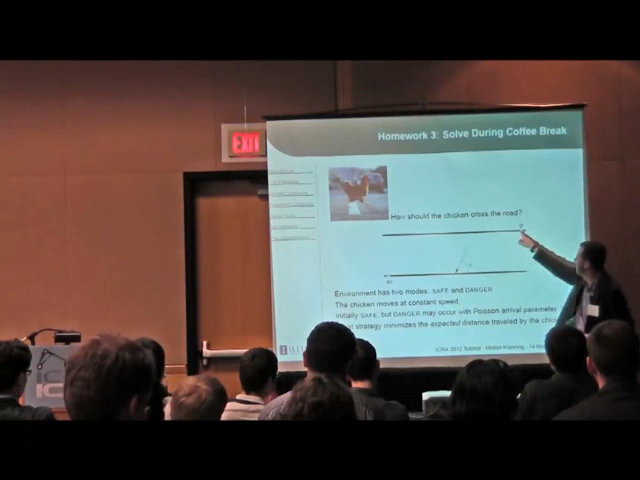 EXIT
Homework 3: Solve During Coffee Break
How should the chicken cross the road?
Environment has two modes: SAFE and DANGER
The chicken moves at constant speed.
Initially SAFE, but DANGER may occur with Poisson arrival parameter
strategy minimizes the expected distance traveled by the
ICRA 2012 Tutorial - Motion Planning - 14